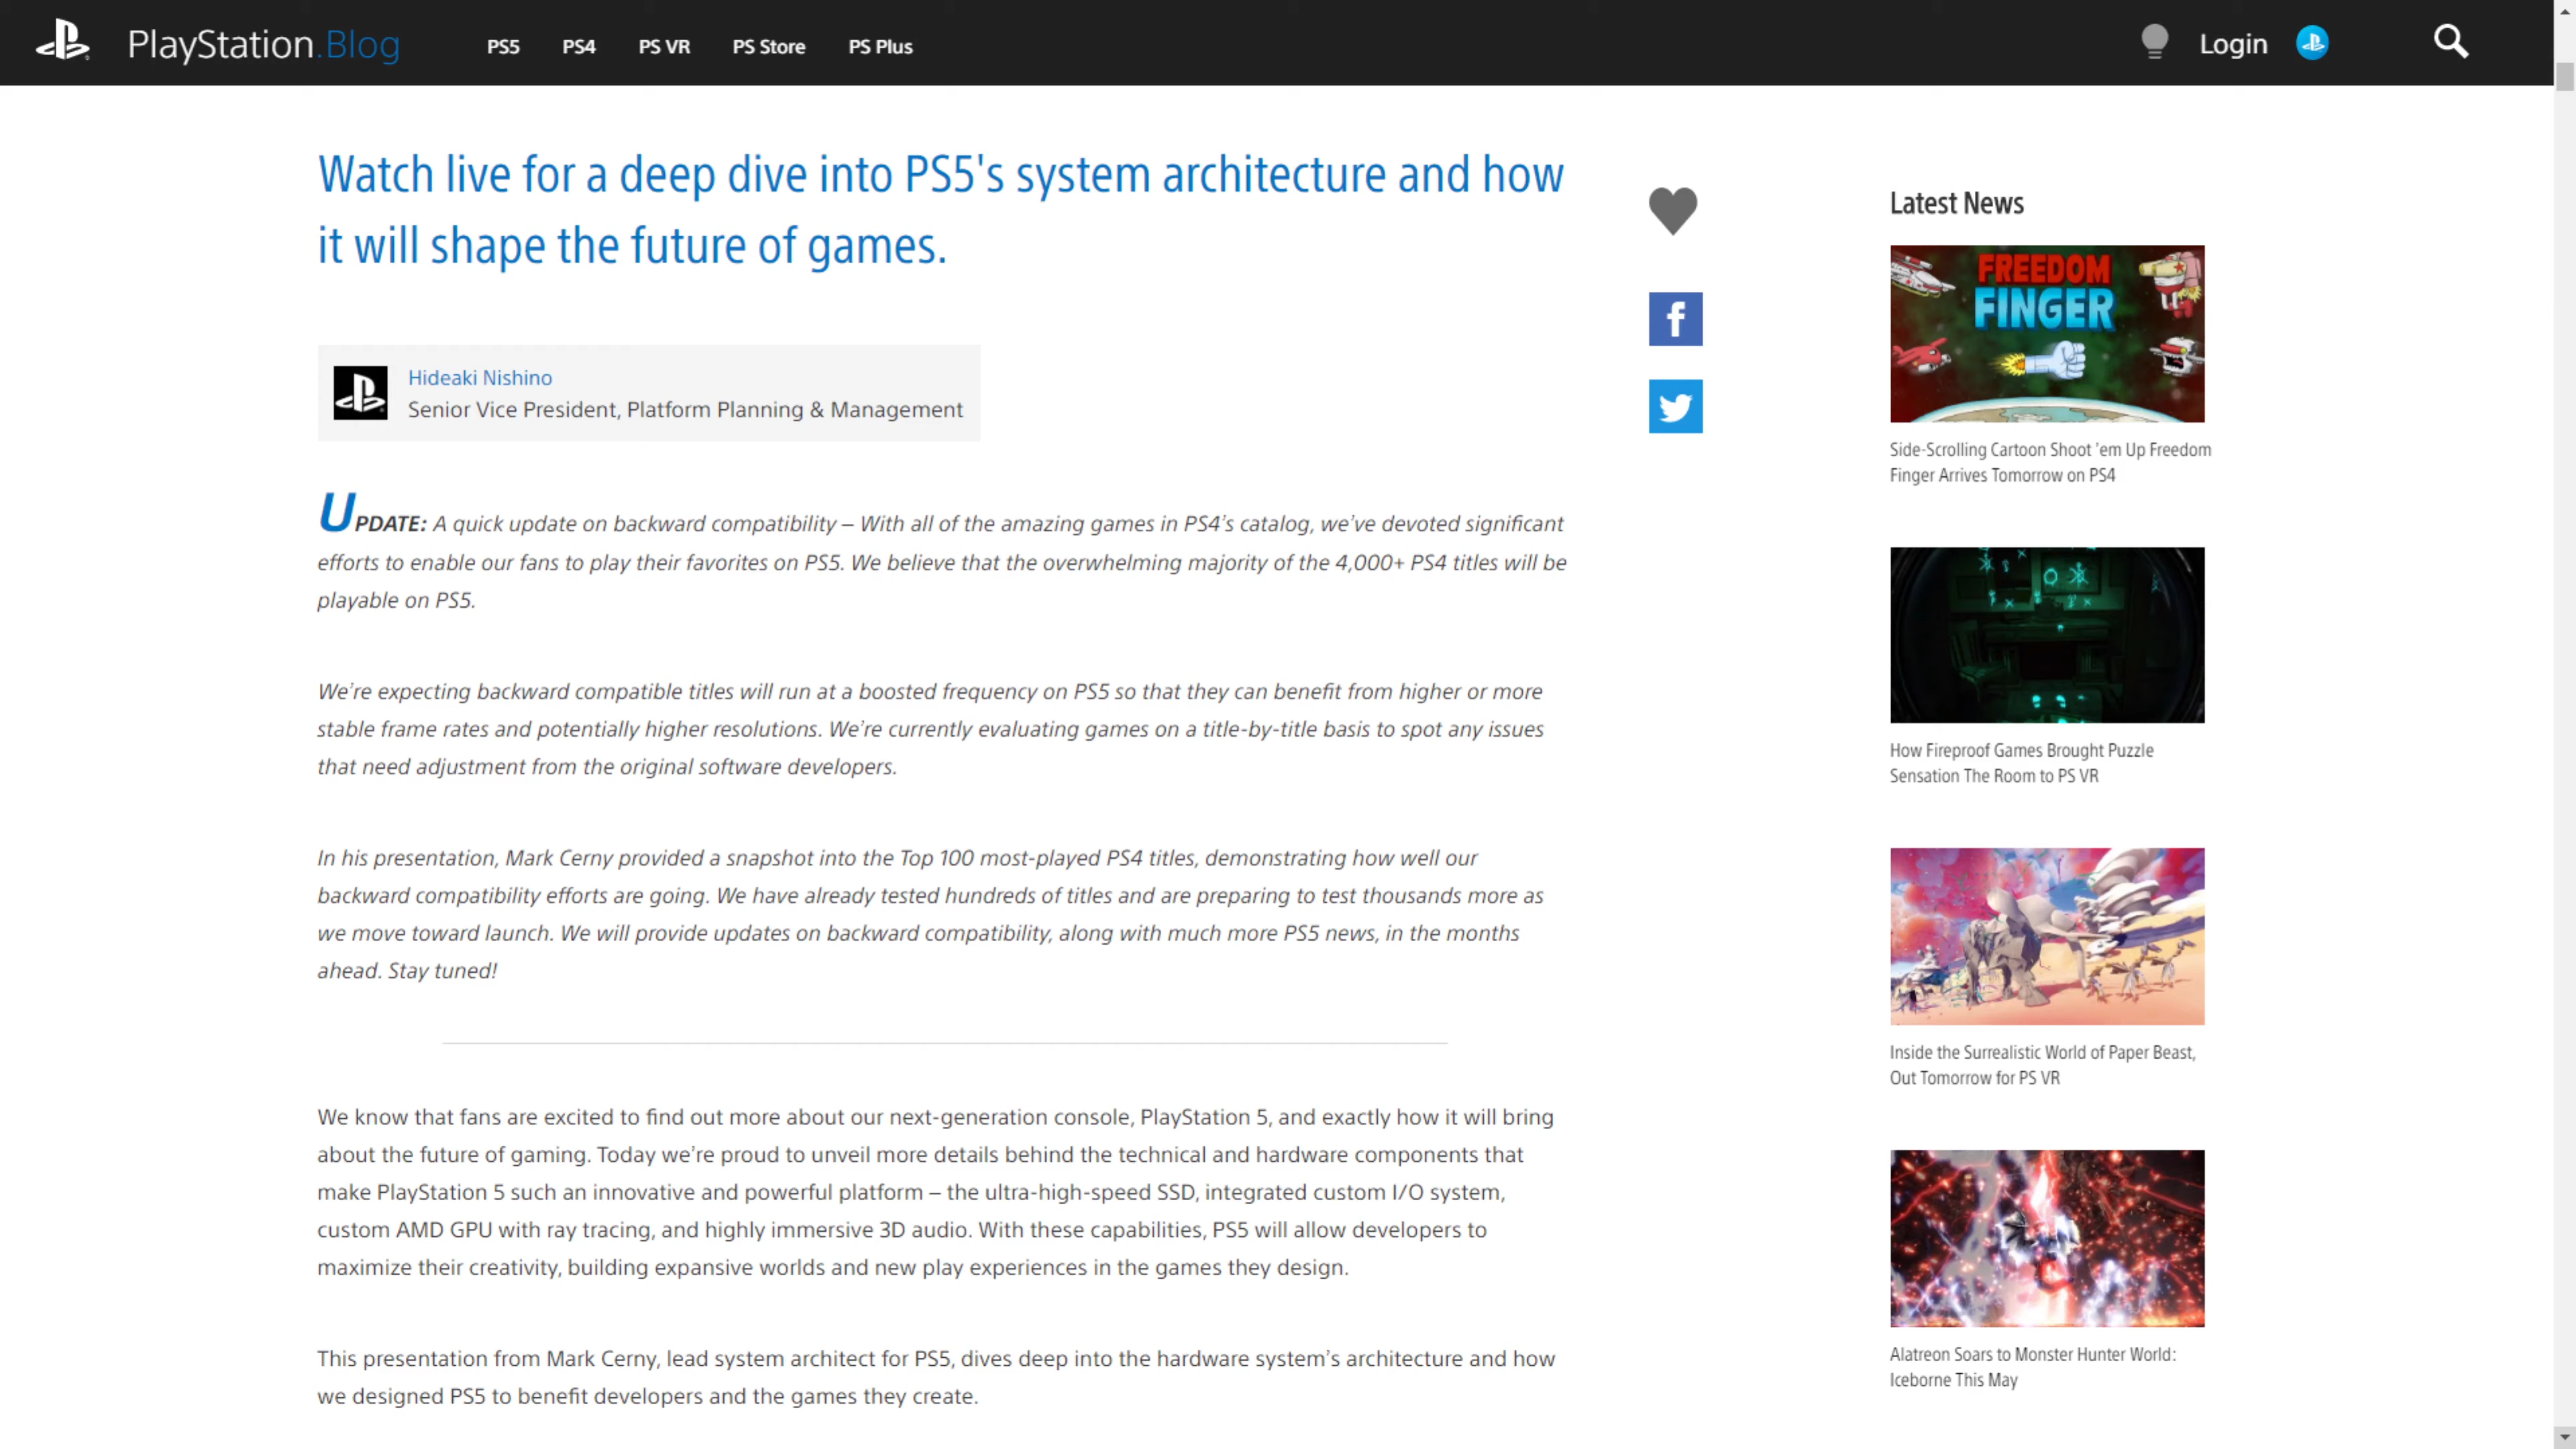 PlayStation.Blog
PS5
PS4
PS VR
PS Store
PS Plus
Login
Watch live for a deep dive into PS5's system architecture and how
it will shape the future of games.
Hideaki Nishino
Senior Vice President, Platform Planning & Management
UPDATE: A quick update on backward compatibility – With all of the amazing games in PS4's catalog, we've devoted significant
efforts to enable our fans to play their favorites on PS5. We believe that the overwhelming majority of the 4,000+ PS4 titles will be
playable on PS5.
We're expecting backward compatible titles will run at a boosted frequency on PS5 so that they can benefit from higher or more
stable frame rates and potentially higher resolutions. We're currently evaluating games on a title-by-title basis to spot any issues
that need adjustment from the original software developers.
In his presentation, Mark Cerny provided a snapshot into the Top 100 most-played PS4 titles, demonstrating how well our
backward compatibility efforts are going. We have already tested hundreds of titles and are preparing to test thousands more as
we move toward launch. We will provide updates on backward compatibility, along with much more PS5 news, in the months
ahead. Stay tuned!
We know that fans are excited to find out more about our next-generation console, PlayStation 5, and exactly how it will bring
about the future of gaming. Today we're proud to unveil more details behind the technical and hardware components that
make PlayStation 5 such an innovative and powerful platform – the ultra-high-speed SSD, integrated custom I/O system,
custom AMD GPU with ray tracing, and highly immersive 3D audio. With these capabilities, PS5 will allow developers to
maximize their creativity, building expansive worlds and new play experiences in the games they design.
This presentation from Mark Cerny, lead system architect for PS5, dives deep into the hardware system's architecture and how
we designed PS5 to benefit developers and the games they create.
Latest News
FREEDOM
FINGER
Side-Scrolling Cartoon Shoot 'em Up Freedom
Finger Arrives Tomorrow on PS4
How Fireproof Games Brought Puzzle
Sensation The Room to PS VR
Inside the Surrealistic World of Paper Beast,
Out Tomorrow for PS VR
Alatreon Soars to Monster Hunter World:
Iceborne This May